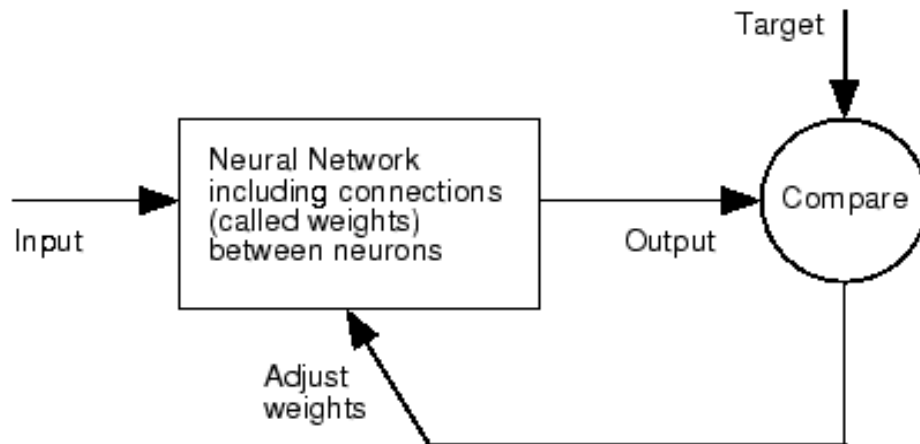 Target
Neural Network
including connections
(called weights)
between neurons
Compare
Input
Output
Adjust
weights